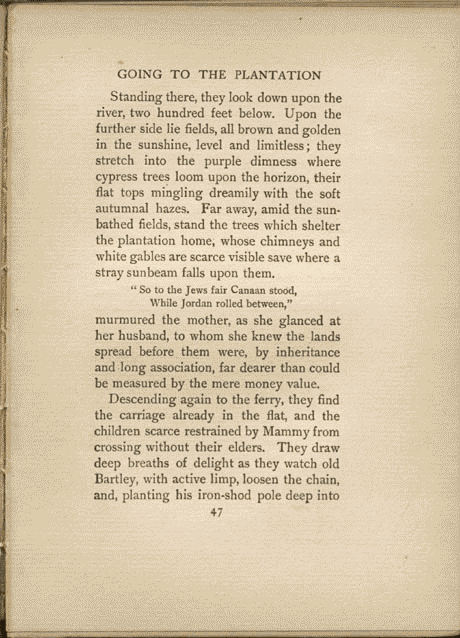 GOING TO THE PLANTATION
Standing there, they look down upon the
river, two hundred feet below. Upon the
further side lie fields, all brown and golden
in the sunshine, level and limitless; they
stretch into the purple dimness where
cypress trees loom upon the horizon, their
flat tops mingling dreamily with the soft
autumnal hazes. Far away, amid the sun-
bathed fields, stand the trees which shelter
the plantation home, whose chimneys and
white gables are scarce visible save where a
stray sunbeam falls upon them.
" So to the Jews fair Canaan stood,
While Jordan rolled between,"
murmured the mother, as she glanced at
her husband, to whom she knew the lands
spread before them were, by inheritance
and long association, far dearer than could
be measured by the mere money value.
Descending again to the ferry, they find
the carriage already in the flat, and the
children scarce restrained by Mammy from
crossing without their elders. They draw
deep breaths of delight as they watch old
Bartley, with active limp, loosen the chain,
and, planting his iron-shod pole deep into
47